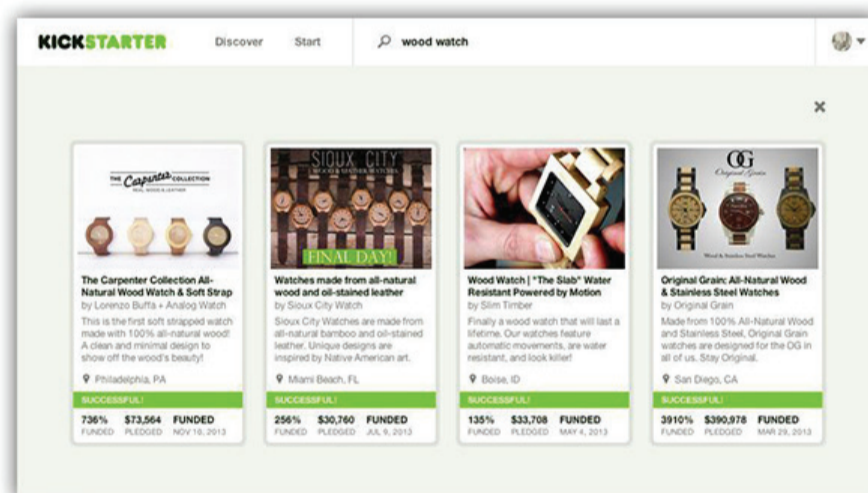 KICKSTARTER
Discover
Start
wood watch
THE Carpenter COLLECTION
REAL WOOD & LEATHER
The Carpenter Collection All-
Natural Wood Watch & Soft Strap
by Lorenzo Buffa + Analog Watch
This is the first soft strapped watch
made with 100% all-natural wood!
A clean and minimal design to
show off the wood's beauty!
Philadelphia, PA
SUCCESSFUL!
736% $73,564 FUNDED
FUNDED PLEDGED NOV 18, 2013
SIOUX CITY
WOOD & LEATHER WATCHES
FINAL DAY!
Watches made from all-natural
wood and oil-stained leather
by Sioux City Watch
Sioux City Watches are made from
all-natural bamboo and oil-stained
leather. Unique designs are
inspired by Native American art.
Miami Beach, FL
SUCCESSFUL!
256% $30,760 FUNDED
FUNDED PLEDGED JUL 9, 2013
Wood Watch | "The Slab" Water
Resistant Powered by Motion
by Slim Timber
Finally a wood watch that will last a
lifetime. Our watches feature
automatic movements, are water
resistant, and look killer!
Boise, ID
SUCCESSFUL!
135% $33,708 FUNDED
FUNDED PLEDGED MAY 4, 2013
OG
Original Grain
Wood & Stainless Steel Watches
Original Grain: All-Natural Wood
& Stainless Steel Watches
by Original Grain
Made from 100% All-Natural Wood
and Stainless Steel, Original Grain
watches are designed for the OG in
all of us. Stay Original.
San Diego, CA
SUCCESSFUL!
3910% $390,978 FUNDED
FUNDED PLEDGED MAR 29, 2013